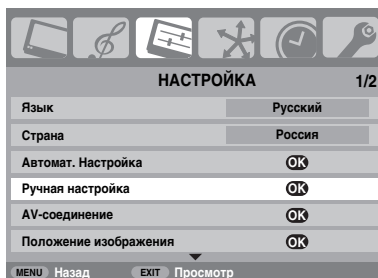 НАСТРОЙКА 1/2
Язык Русский
Страна Россия
Автомат. Настройка OK
Ручная настройка OK
AV-соединение OK
Положение изображения OK
MENU Назад EXIT Просмотр